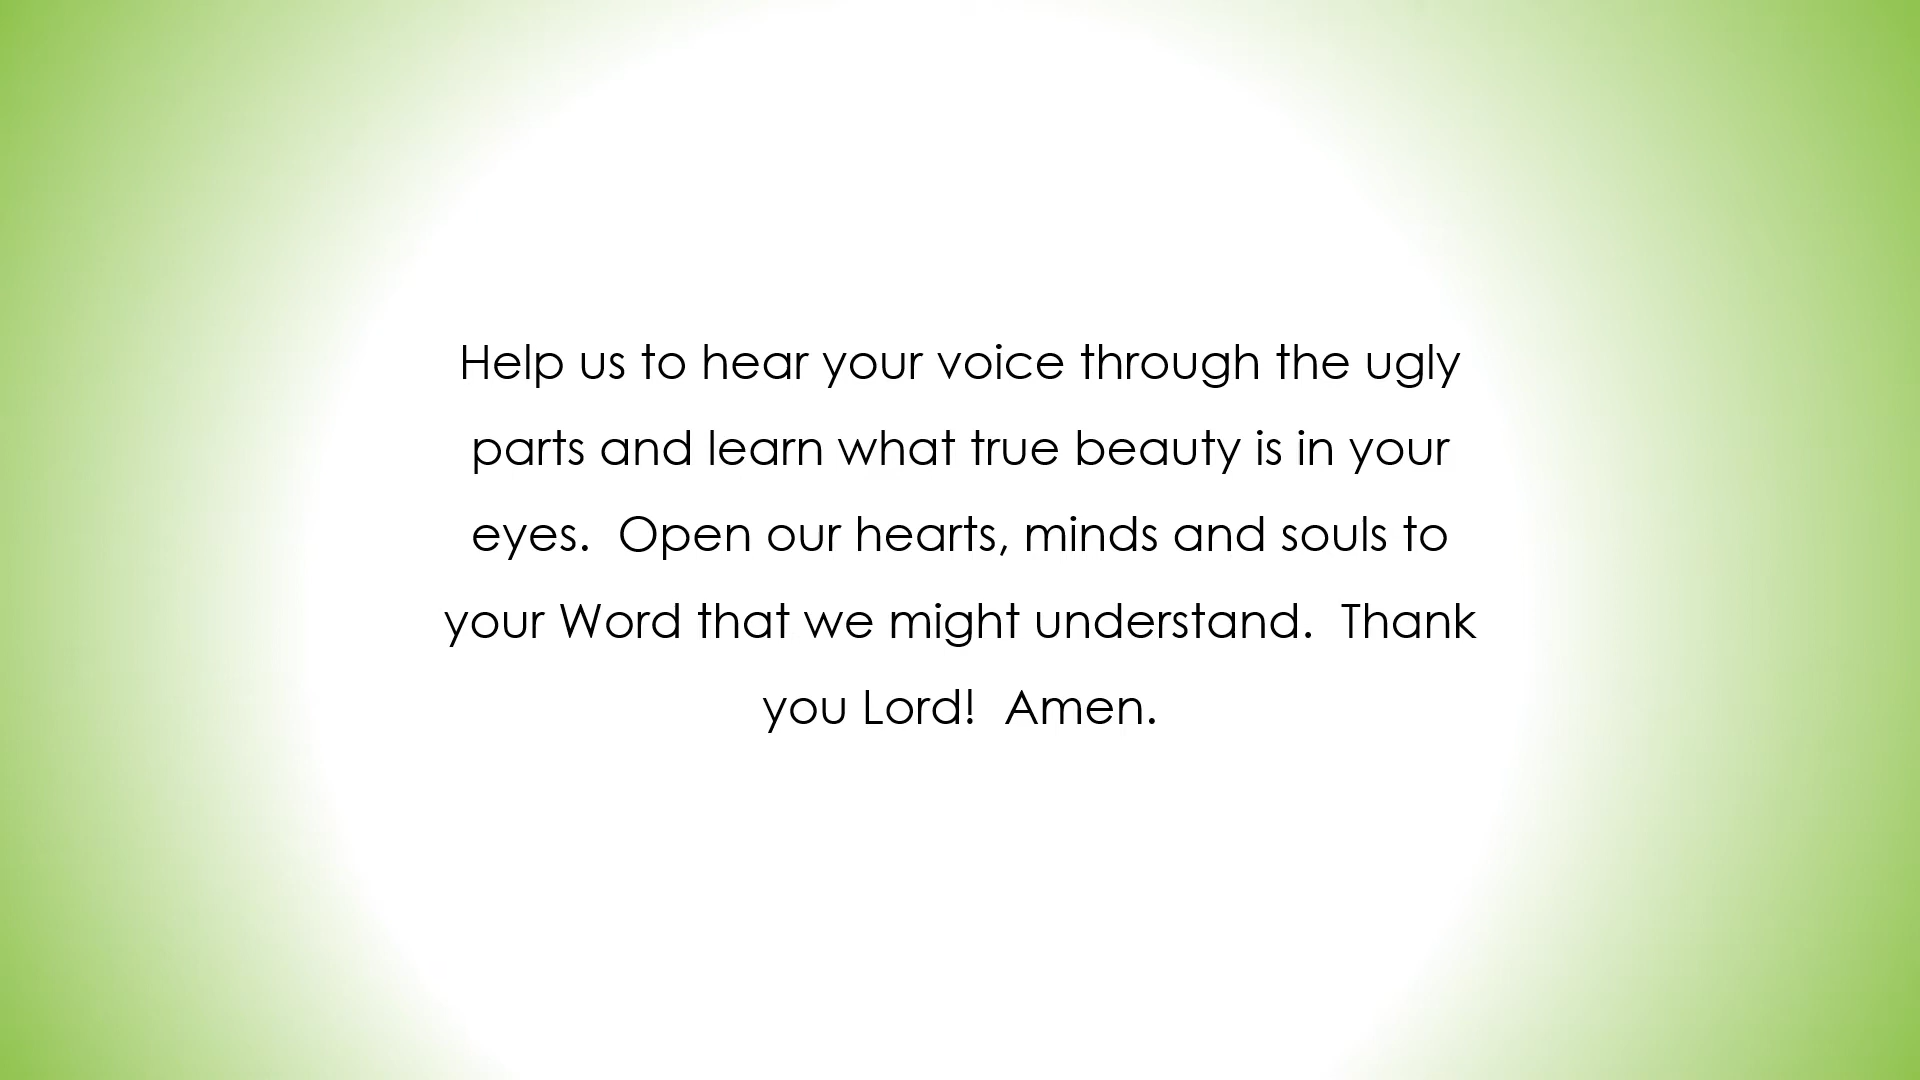 Help us to hear your voice through the ugly
parts and learn what true beauty is in your
eyes.  Open our hearts, minds and souls to
your Word that we might understand.  Thank
you Lord!  Amen.